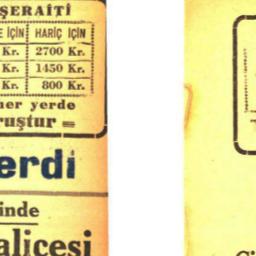 ŞERAİTİ
E İÇİN HARİÇ İÇİN
Kr. 2700 Kr.
Kr. 1450 Kr.
Kr. 800 Kr.
her yerde
ruştur
erdi
inde
alicesi